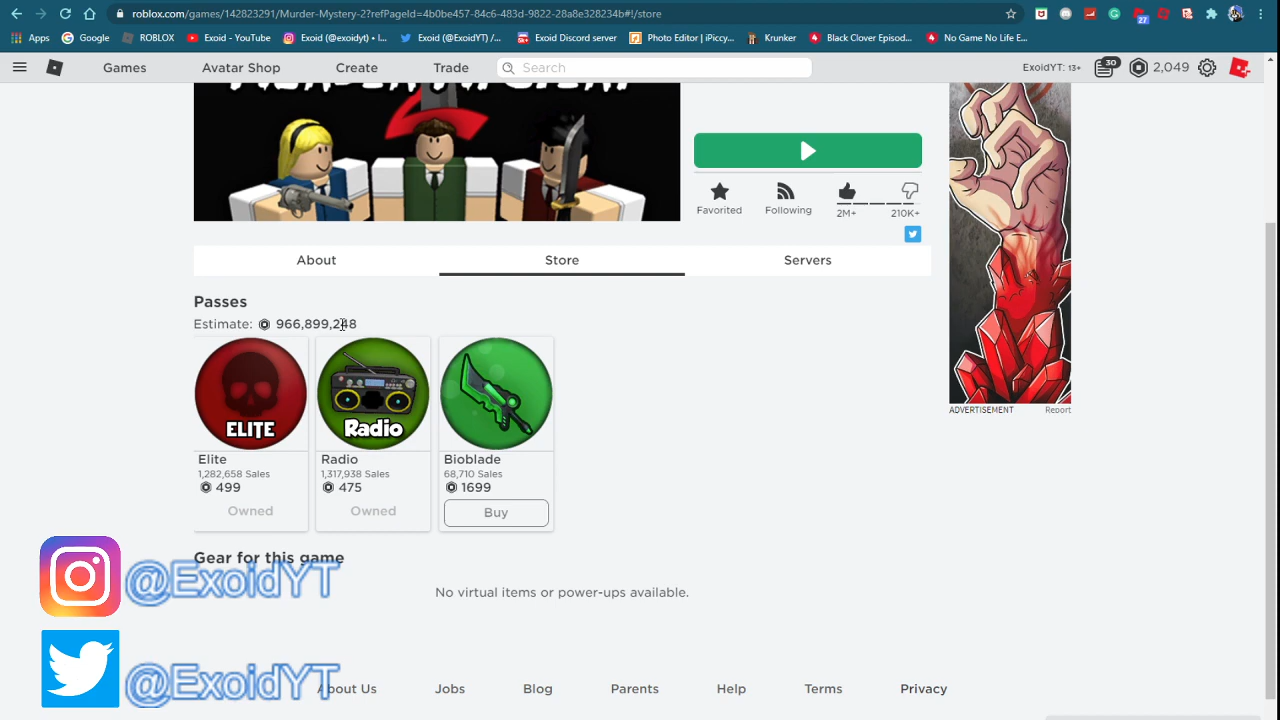 roblox.com/games/142823291/Murder-Mystery-2?refPageId=4b0be457-84c6-483d-9822-28a8e328234b#!/store
27
Apps Google ROBLOX Exoid - YouTube Exoid (@exoidyt) • I... Exoid (@ExoidYT) /... Exoid Discord server Photo Editor | iPiccy... Krunker Black Clover Episod... No Game No Life E...
Games Avatar Shop Create Trade Search ExoidYT: 13+ 30 2,049
Favorited Following 2M+ 210K+
About Store Servers
Passes
Estimate: 966,899,248
ELITE Radio
Elite Radio Bioblade
1,282,658 Sales 1,317,938 Sales 68,710 Sales
499 475 1699
Owned Owned Buy
ADVERTISEMENT Report
Gear for this game
@ExoidYT
No virtual items or power-ups available.
@ExoidYT
About Us Jobs Blog Parents Help Terms Privacy